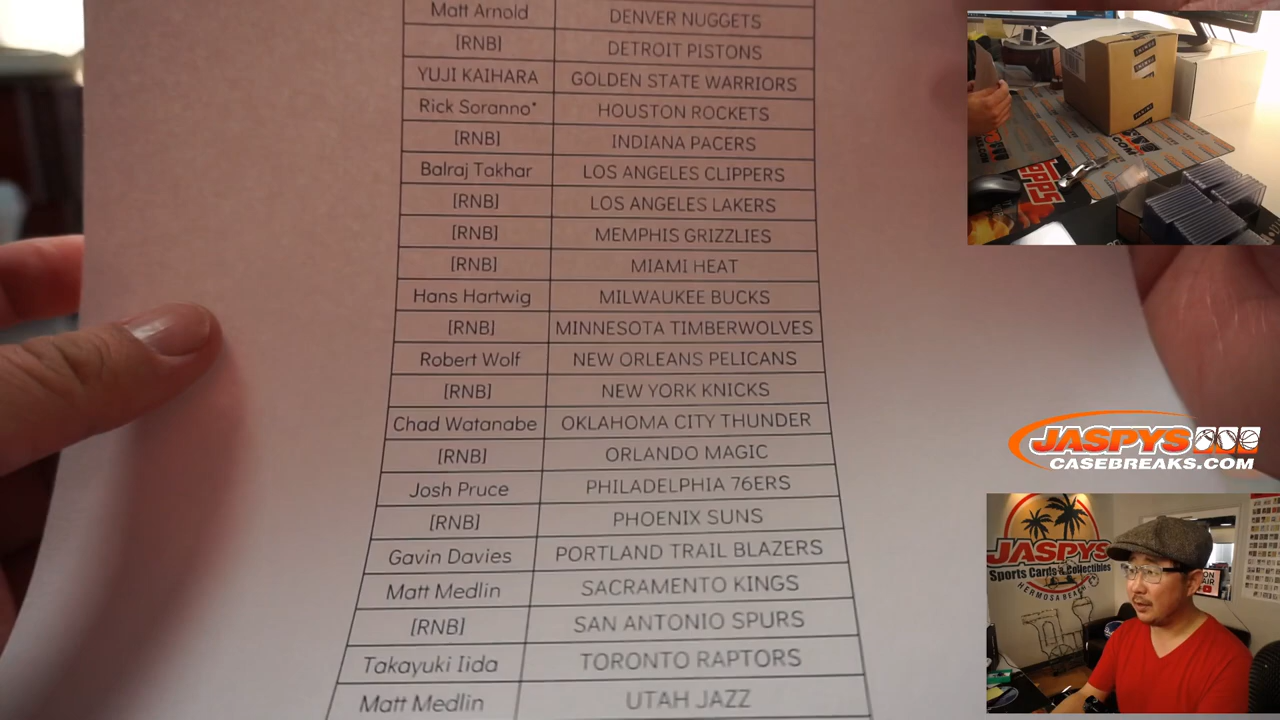 Matt Arnold DENVER NUGGETS
[RNB] DETROIT PISTONS
YUJI KAIHARA GOLDEN STATE WARRIORS
Rick Soranno* HOUSTON ROCKETS
[RNB] INDIANA PACERS
Balraj Takhar LOS ANGELES CLIPPERS
[RNB] LOS ANGELES LAKERS
[RNB] MEMPHIS GRIZZLIES
[RNB] MIAMI HEAT
Hans Hartwig MILWAUKEE BUCKS
[RNB] MINNESOTA TIMBERWOLVES
Robert Wolf NEW ORLEANS PELICANS
[RNB] NEW YORK KNICKS
Chad Watanabe OKLAHOMA CITY THUNDER
[RNB] ORLANDO MAGIC
Josh Pruce PHILADELPHIA 76ERS
[RNB] PHOENIX SUNS
Gavin Davies PORTLAND TRAIL BLAZERS
Matt Medlin SACRAMENTO KINGS
[RNB] SAN ANTONIO SPURS
Takayuki Iida TORONTO RAPTORS
Matt Medlin UTAH JAZZ
JASPYS
CASEBREAKS.COM
JASPYS
Sports Cards & Collectibles
HERMOSA BEACH
ON
AIR